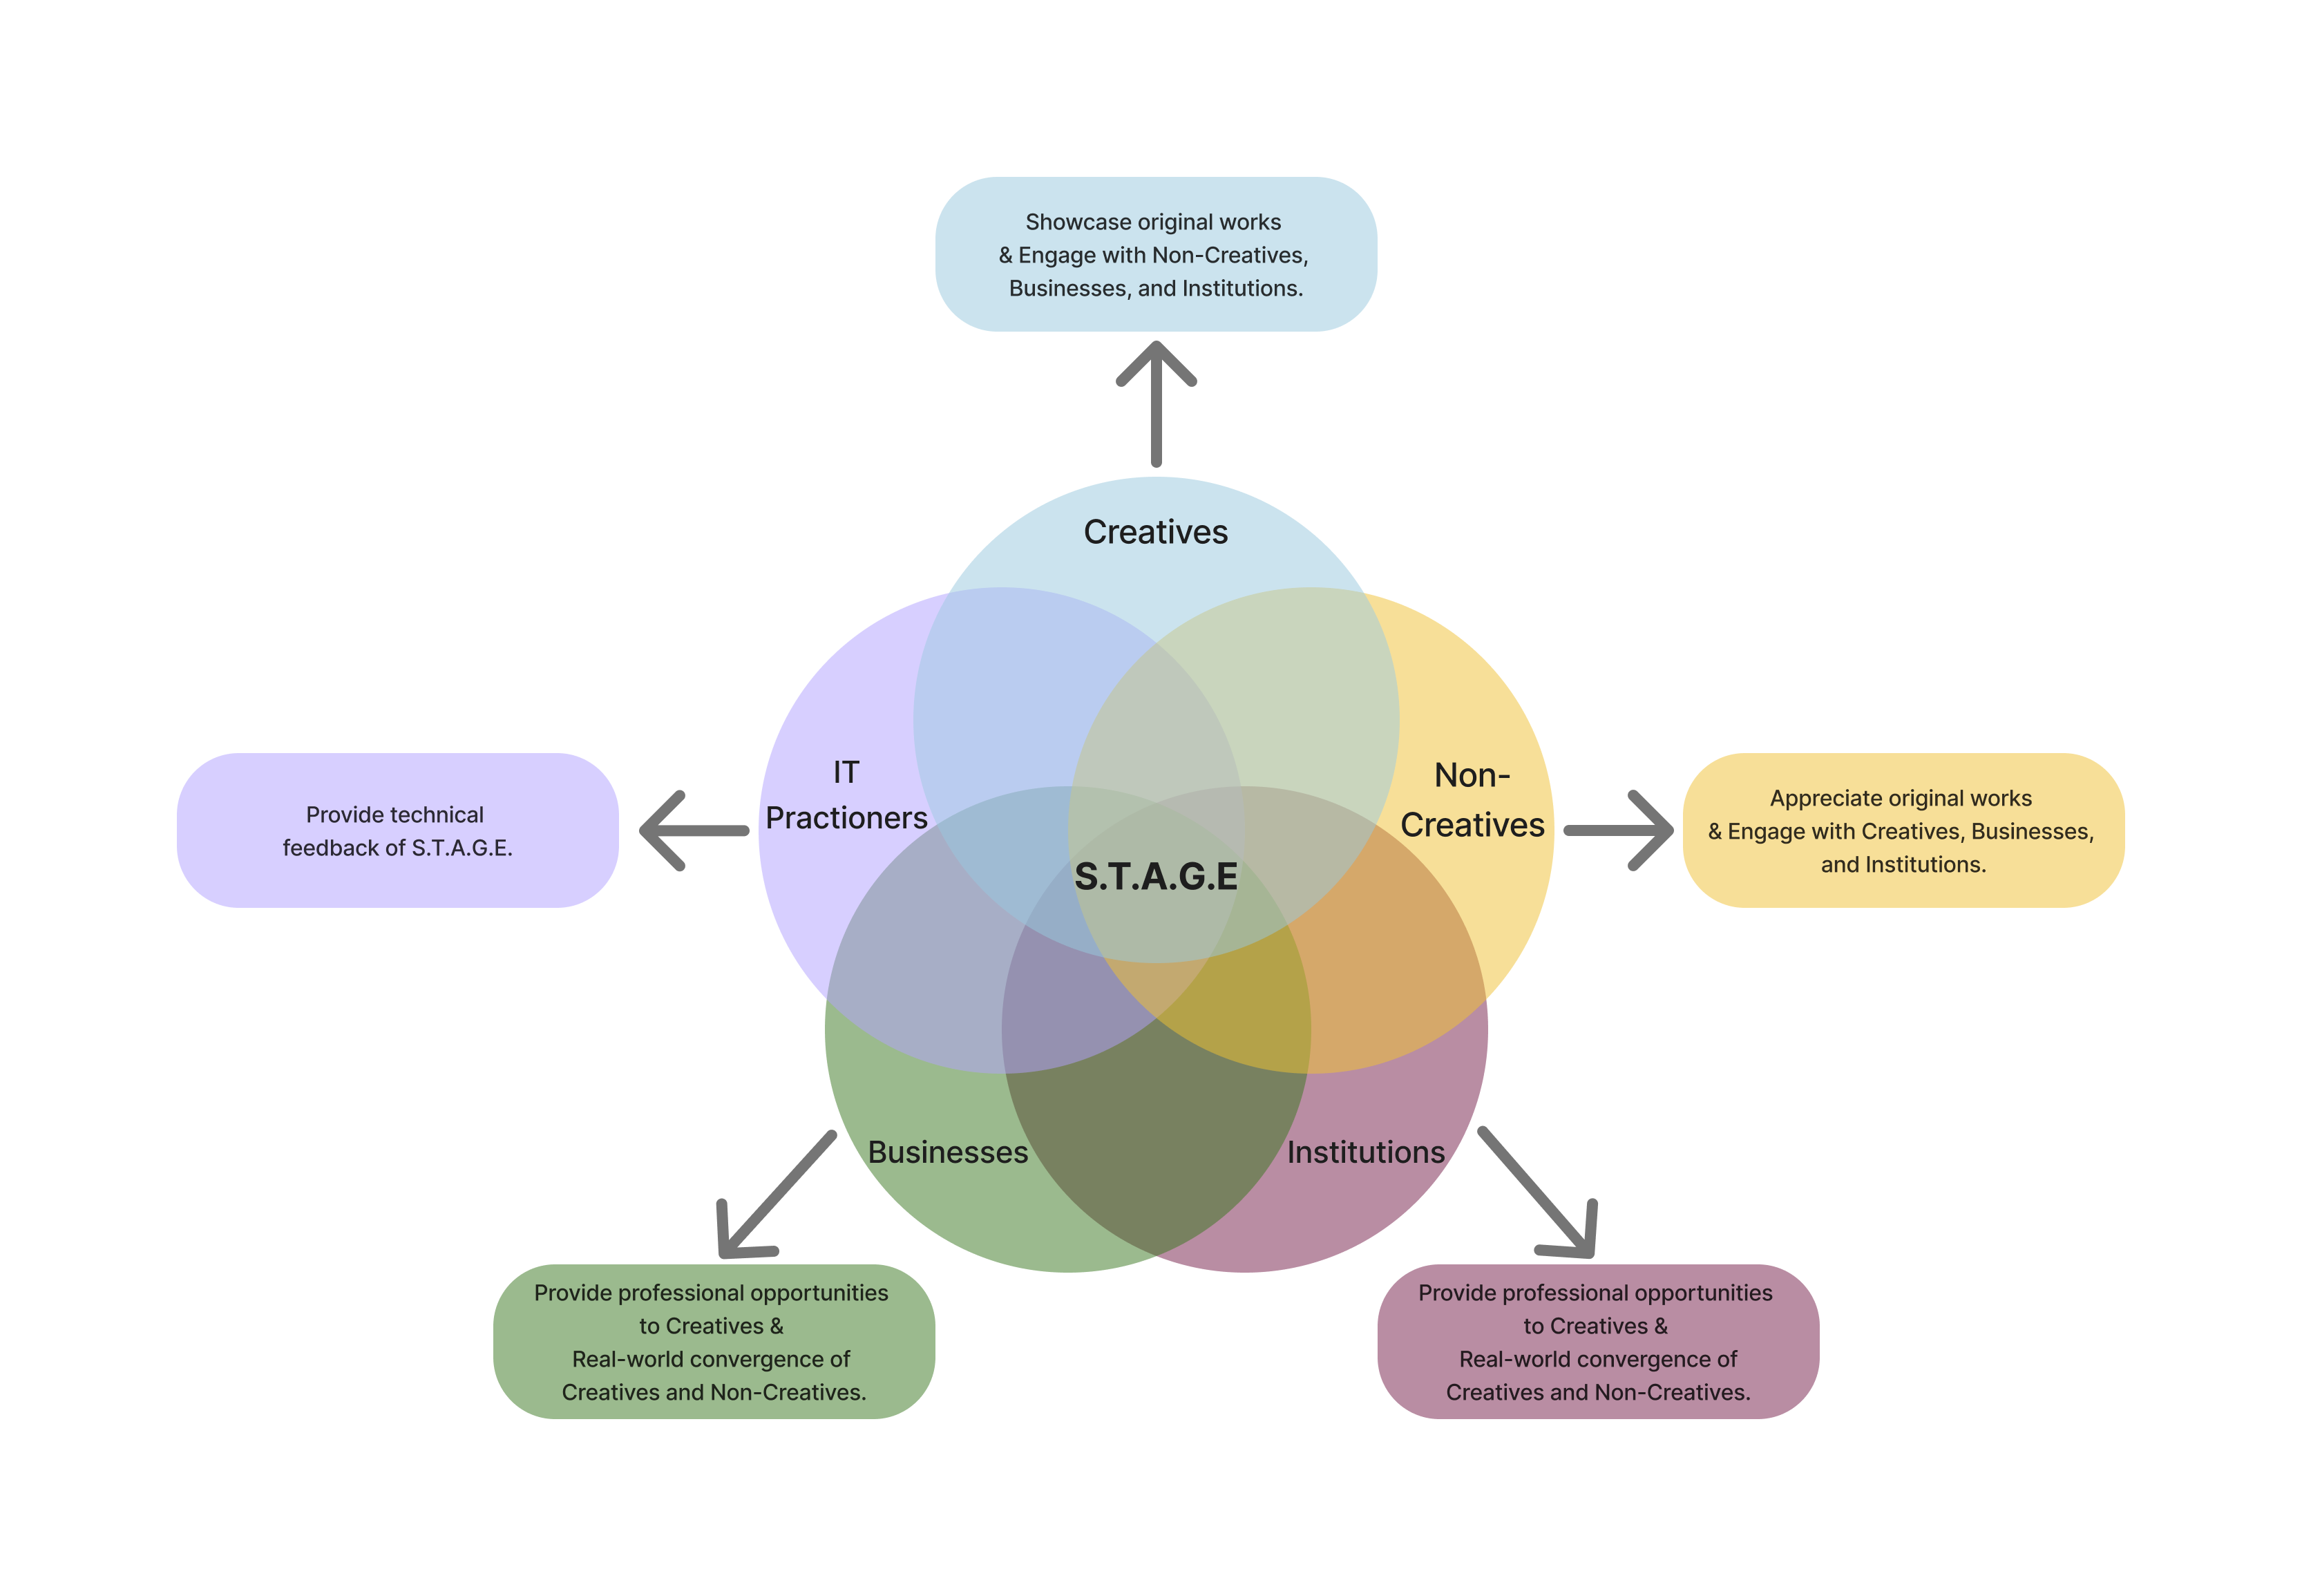 Showcase original works
& Engage with Non-Creatives,
Businesses, and Institutions.
Creatives
IT
Practioners
Non-
Creatives
Provide technical
feedback of S.T.A.G.E.
Appreciate original works
& Engage with Creatives, Businesses,
and Institutions.
S.T.A.G.E
Businesses
Institutions
Provide professional opportunities
to Creatives &
Real-world convergence of
Creatives and Non-Creatives.
Provide professional opportunities
to Creatives &
Real-world convergence of
Creatives and Non-Creatives.